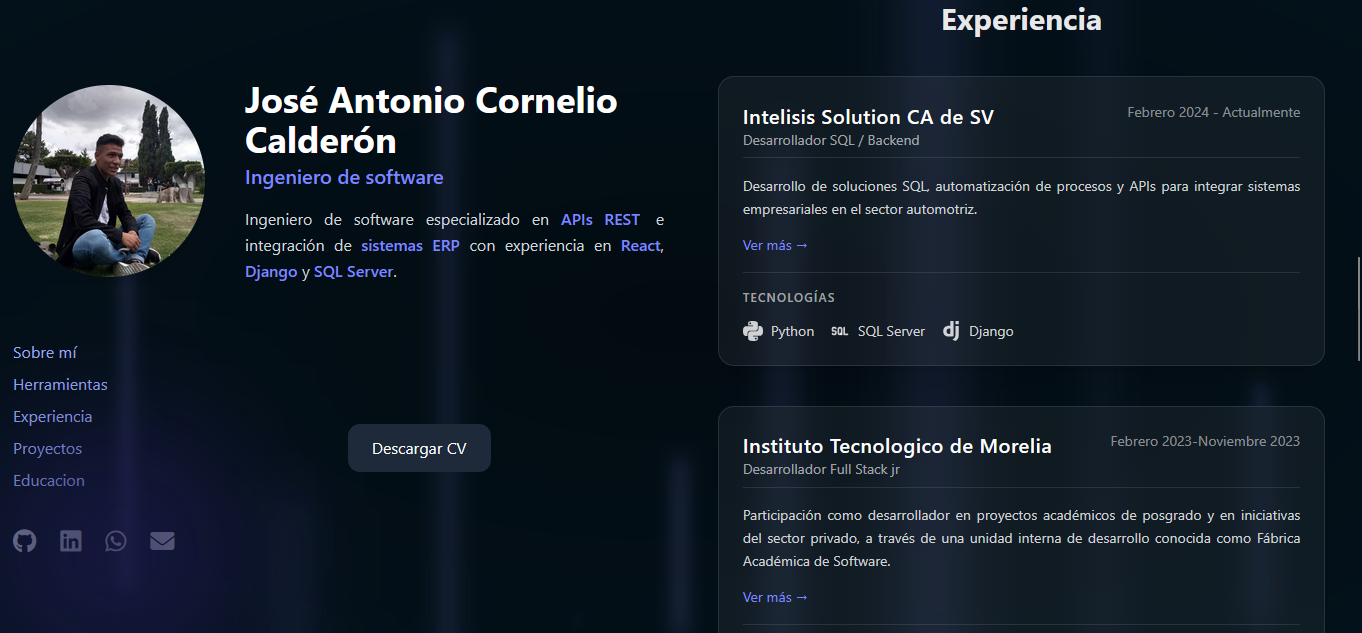 José Antonio Cornelio
Calderón
Ingeniero de software
Ingeniero de software especializado en APIs REST e
integración de sistemas ERP con experiencia en React,
Django y SQL Server.
Sobre mí
Herramientas
Experiencia
Proyectos
Educacion
Descargar CV
Experiencia
Intelisis Solution CA de SV
Febrero 2024 - Actualmente
Desarrollador SQL / Backend
Desarrollo de soluciones SQL, automatización de procesos y APIs para integrar sistemas
empresariales en el sector automotriz.
Ver más →
TECNOLOGÍAS
Python SQL SQL Server dj Django
Instituto Tecnologico de Morelia
Febrero 2023-Noviembre 2023
Desarrollador Full Stack jr
Participación como desarrollador en proyectos académicos de posgrado y en iniciativas
del sector privado, a través de una unidad interna de desarrollo conocida como Fábrica
Académica de Software.
Ver más →